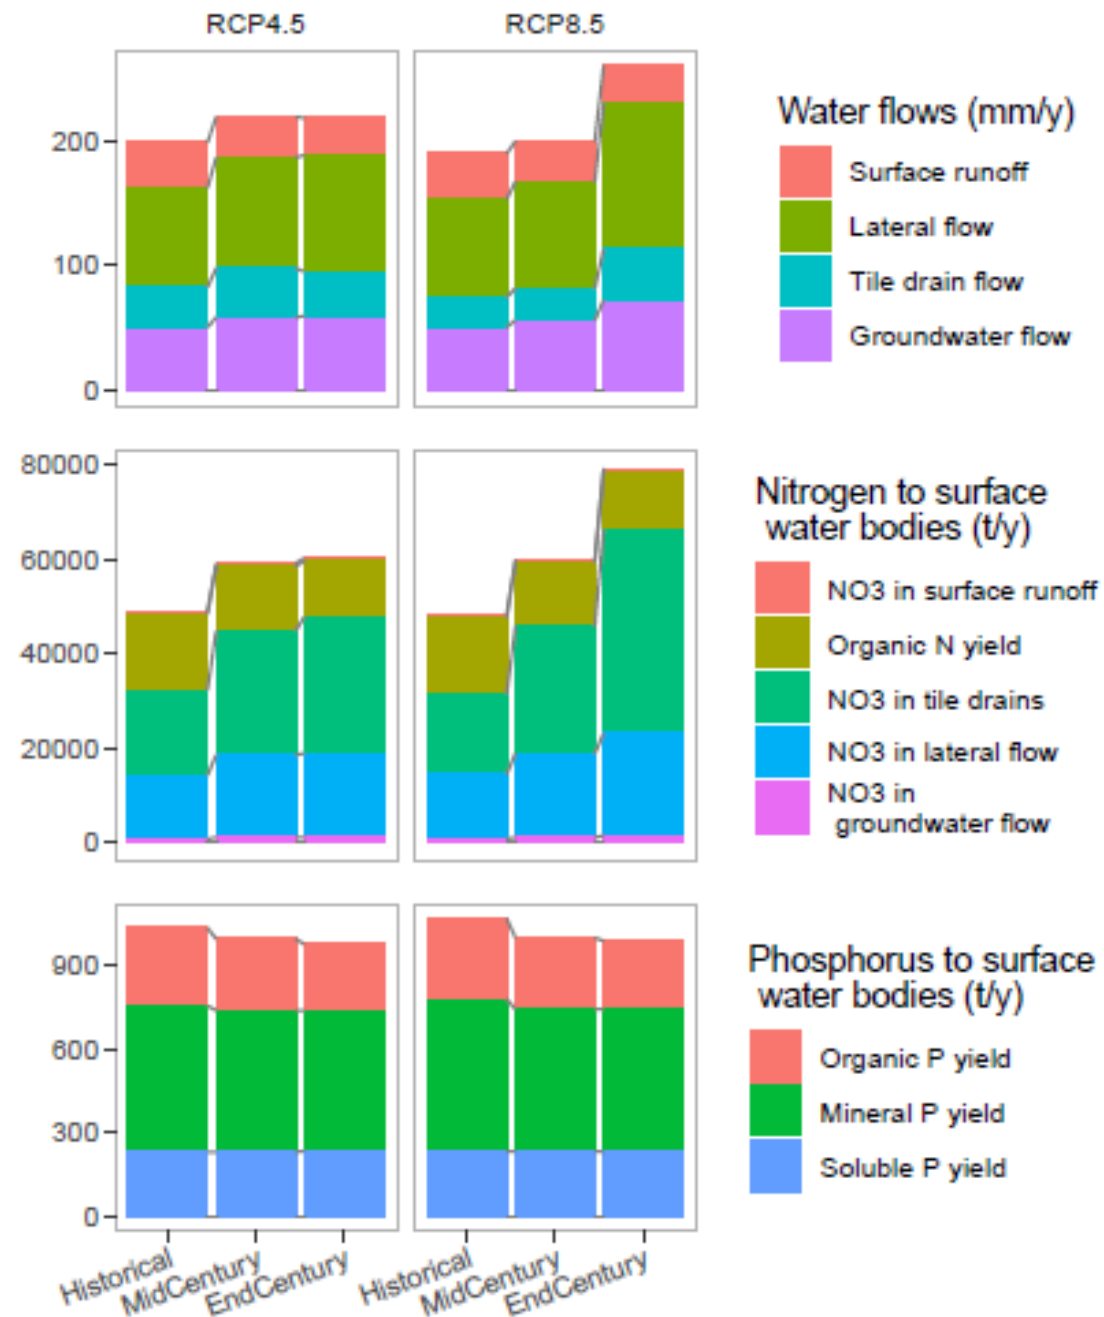 RCP4.5
RCP8.5
200
100
0
Water flows (mm/y)
Surface runoff
Lateral flow
Tile drain flow
Groundwater flow
80000
60000
40000
20000
0
Nitrogen to surface
water bodies (t/y)
NO3 in surface runoff
Organic N yield
NO3 in tile drains
NO3 in lateral flow
NO3 in
groundwater flow
900
600
300
0
Phosphorus to surface
water bodies (t/y)
Organic P yield
Mineral P yield
Soluble P yield
Historical
MidCentury
EndCentury
Historical
MidCentury
EndCentury